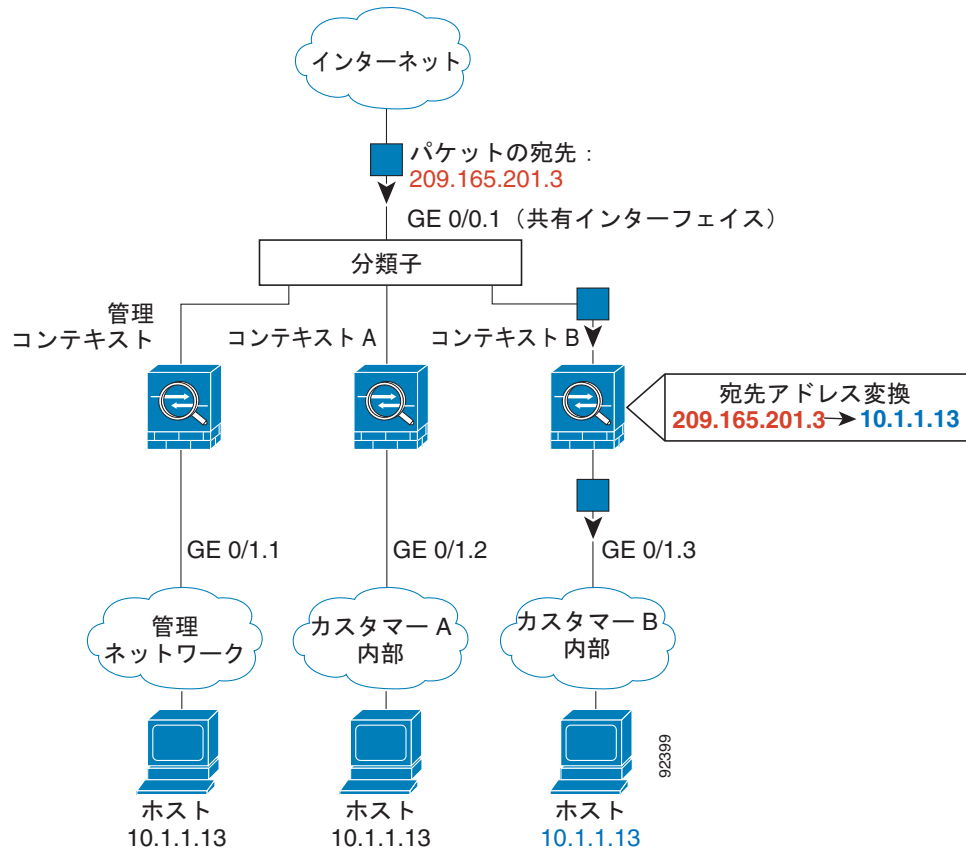 インターネット
パケットの宛先：
209.165.201.3
GE 0/0.1（共有インターフェイス）
分類子
管理
コンテキスト
コンテキスト A
コンテキスト B
宛先アドレス変換
209.165.201.3 10.1.1.13
GE 0/1.1
GE 0/1.2
GE 0/1.3
管理
ネットワーク
カスタマー A
内部
カスタマー B
内部
92399
ホスト
10.1.1.13
ホスト
10.1.1.13
ホスト
10.1.1.13